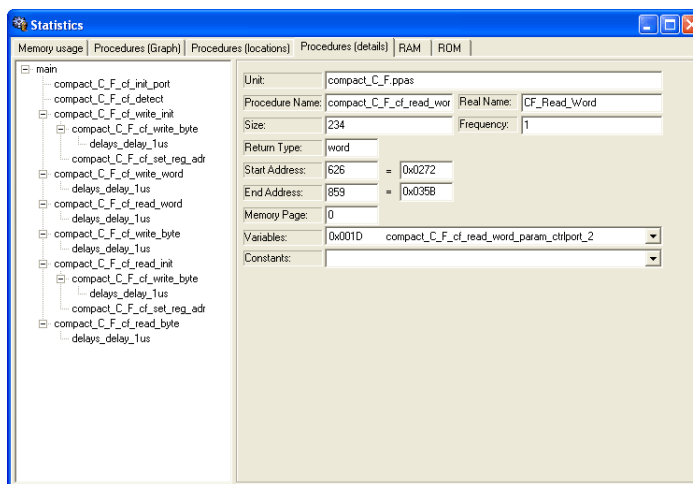 Statistics
Memory usage Procedures (Graph) Procedures (locations) Procedures (details) RAM ROM
main
compact_C_F_cf_init_port
compact_C_F_cf_detect
compact_C_F_cf_write_init
compact_C_F_cf_write_byte
delays_delay_1us
compact_C_F_cf_set_reg_adr
compact_C_F_cf_write_word
delays_delay_1us
compact_C_F_cf_read_word
delays_delay_1us
compact_C_F_cf_write_byte
delays_delay_1us
compact_C_F_cf_read_init
compact_C_F_cf_write_byte
delays_delay_1us
compact_C_F_cf_set_reg_adr
compact_C_F_cf_read_byte
delays_delay_1us
Unit: compact_C_F.ppas
Procedure Name: compact_C_F_cf_read_wor Real Name: CF_Read_Word
Size: 234 Frequency: 1
Return Type: word
Start Address: 626 = 0x0272
End Address: 859 = 0x035B
Memory Page: 0
Variables: 0x001D compact_C_F_cf_read_word_param_ctrlport_2
Constants: